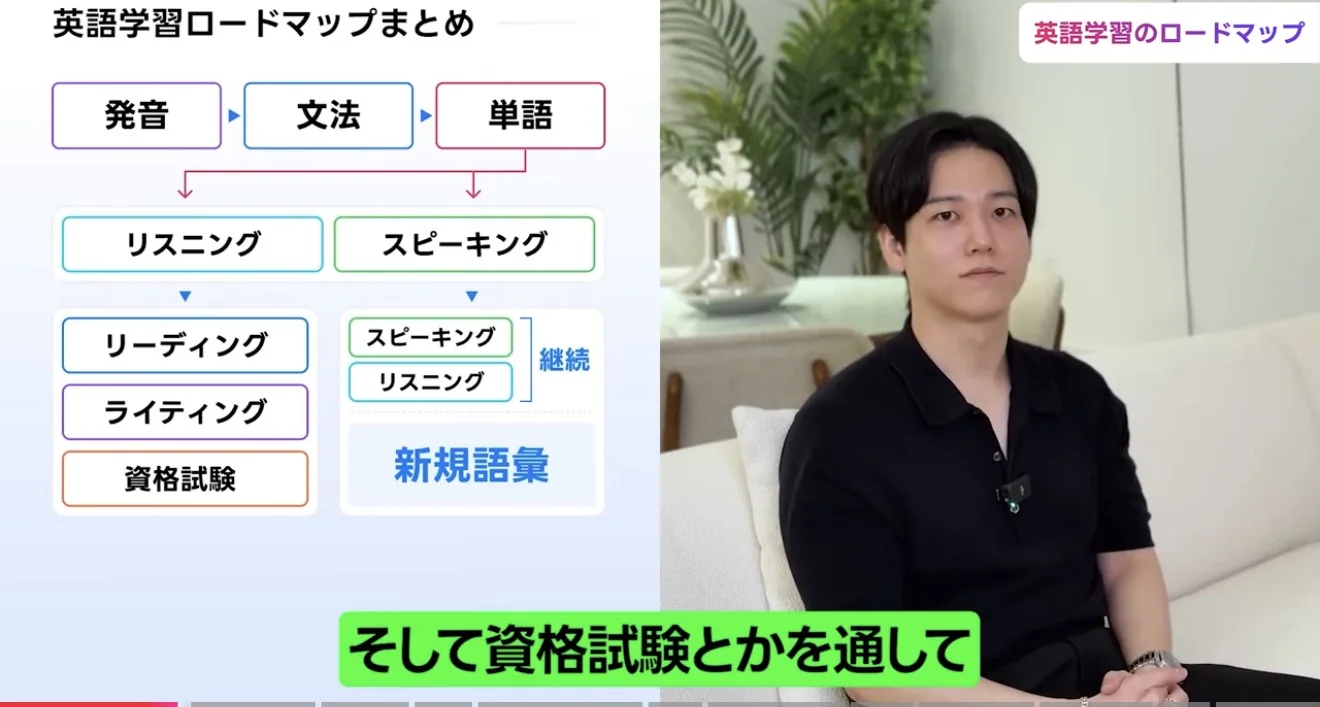 英語学習ロードマップまとめ
英語学習のロードマップ
発音
文法
単語
リスニング
スピーキング
リーディング
ライティング
資格試験
スピーキング
リスニング
継続
新規語彙
そして資格試験とかを通して